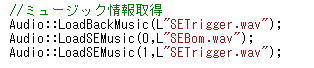 //ミュージック情報取得
Audio::LoadBackMusic(L"SETrigger.wav");
Audio::LoadSEMusic(0,L"SEBom.wav");
Audio::LoadSEMusic(1,L"SETrigger.wav");